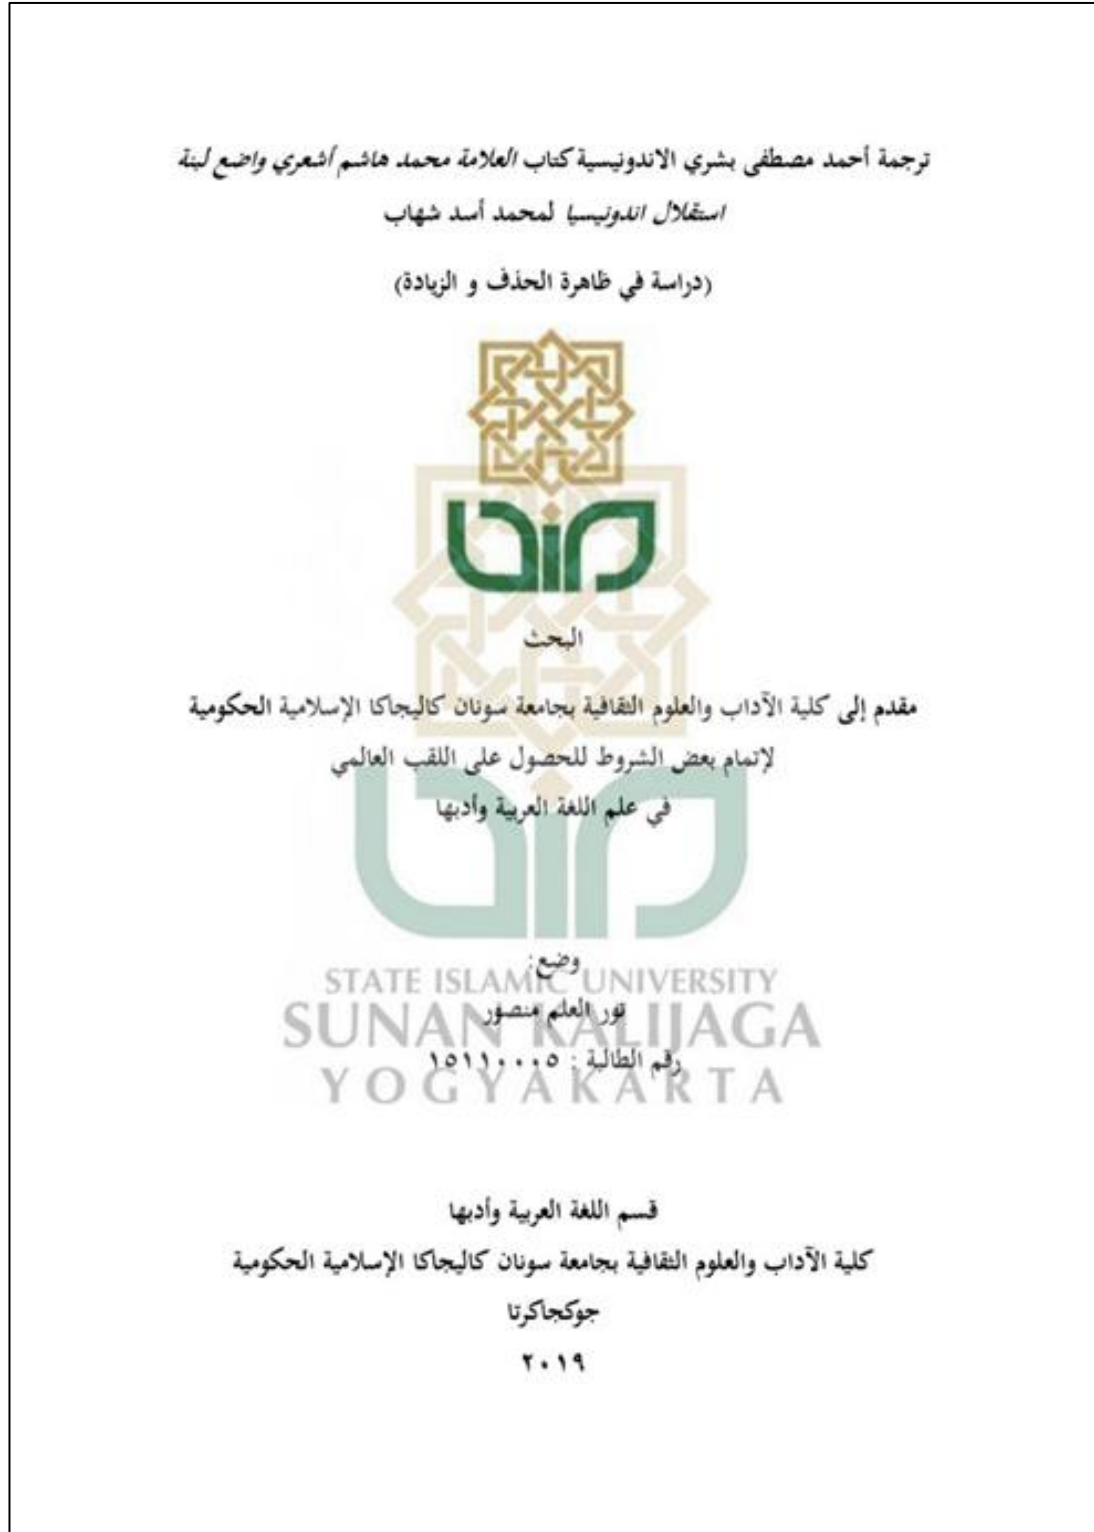 ترجمة أحمد مصطفى بشري الاندونيسية كتاب العلامة محمد هاشم أشعري واضع لبنة
استقلال اندونيسيا لمحمد أسد شهاب
(دراسة في ظاهرة الحذف و الزيادة)
البحث
مقدم إلى كلية الآداب والعلوم الثقافية بجامعة سونان كاليجاكا الإسلامية الحكومية
لإتمام بعض الشروط للحصول على اللقب العالمي
في علم اللغة العربية وأدبها
وضع:
STATE ISLAMIC UNIVERSITY
نور العلم منصور
SUNAN KALIJAGA
رقم الطالبة : ١٥١١٠٠٠٥
YOGYAKARTA
قسم اللغة العربية وأدبها
كلية الآداب والعلوم الثقافية بجامعة سونان كاليجاكا الإسلامية الحكومية
جوكجاكرتا
٢٠١٩